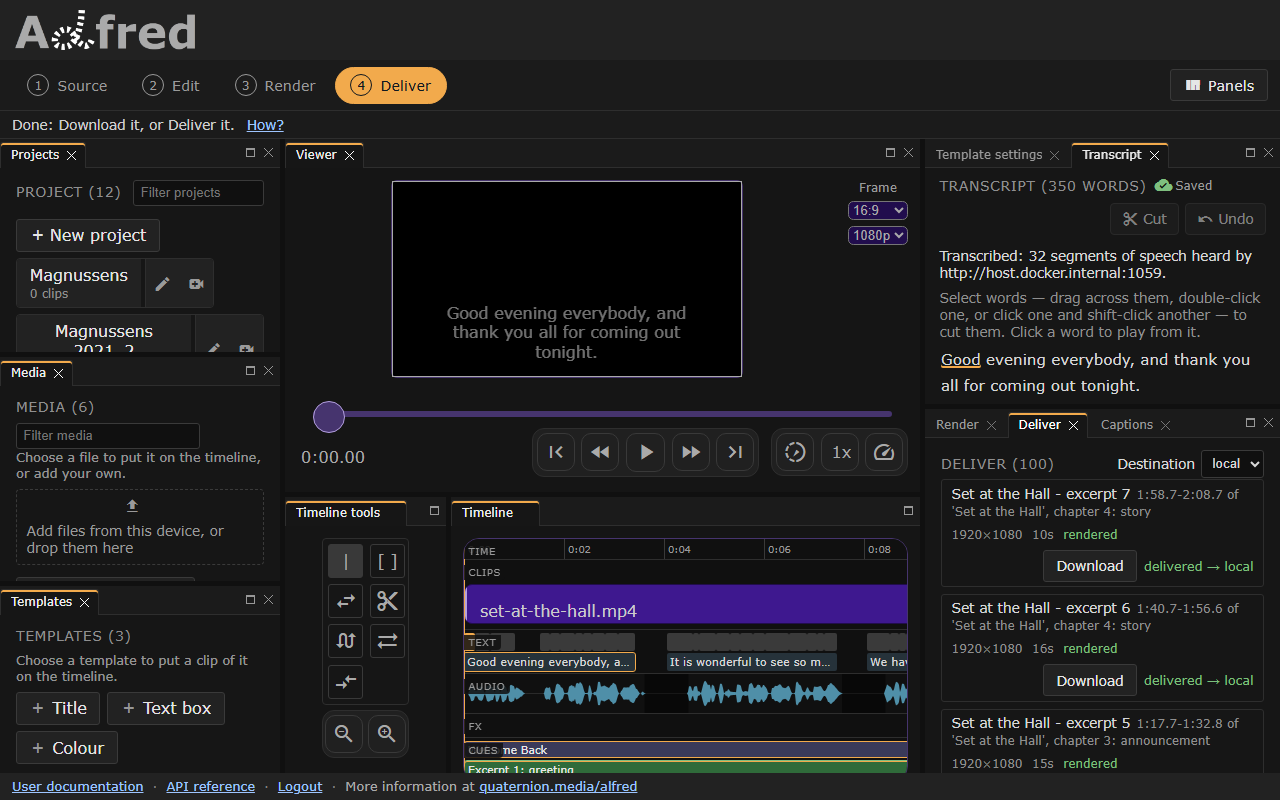 Alfred
1 Source
2 Edit
3 Render
4 Deliver
Panels
Done: Download it, or Deliver it. How?
Projects
PROJECT (12)
Filter projects
+ New project
Magnussens
0 clips
Magnussens
2021_2
Media
MEDIA (6)
Filter media
Choose a file to put it on the timeline,
or add your own.
Add files from this device, or
drop them here
Templates
TEMPLATES (3)
Choose a template to put a clip of it
on the timeline.
+ Title
+ Text box
+ Colour
Viewer
Good evening everybody, and
thank you all for coming out
tonight.
Frame
16:9
1080p
0:00.00
1x
Timeline tools
| [ ]
Timeline
TIME 0:02 0:04 0:06 0:08
CLIPS
set-at-the-hall.mp4
TEXT
Good evening everybody, a...
It is wonderful to see so m...
We hav
AUDIO
FX
CUES me Back
Excerpt 1: greeting
Template settings
Transcript
TRANSCRIPT (350 WORDS) Saved
Cut
Undo
Transcribed: 32 segments of speech heard by
http://host.docker.internal:1059.
Select words — drag across them, double-click
one, or click one and shift-click another — to
cut them. Click a word to play from it.
Good evening everybody, and thank you
all for coming out tonight.
Render
Deliver
Captions
DELIVER (100)
Destination local
Set at the Hall - excerpt 7 1:58.7-2:08.7 of
'Set at the Hall', chapter 4: story
1920×1080 10s rendered
Download delivered → local
Set at the Hall - excerpt 6 1:40.7-1:56.6 of
'Set at the Hall', chapter 4: story
1920×1080 16s rendered
Download delivered → local
Set at the Hall - excerpt 5 1:17.7-1:32.8 of
'Set at the Hall', chapter 3: announcement
1920×1080 15s rendered
User documentation · API reference · Logout · More information at quaternion.media/alfred